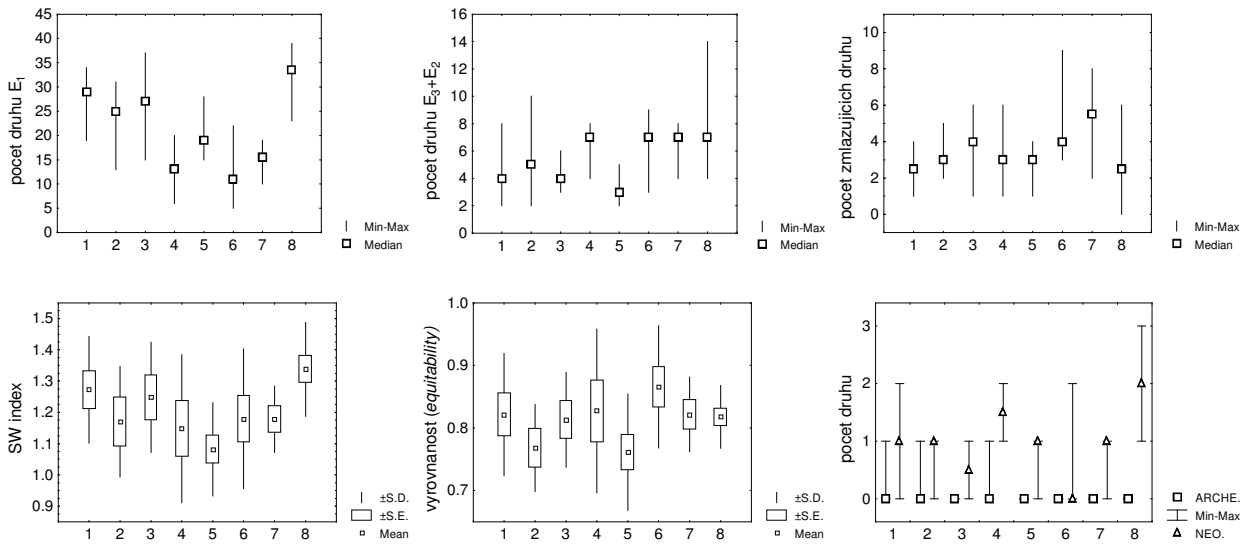 pocet druhu E1
45
40
35
30
25
20
15
10
5
0
1 2 3 4 5 6 7 8
Min-Max
Median
pocet druhu E3+E2
16
14
12
10
8
6
4
2
0
1 2 3 4 5 6 7 8
Min-Max
Median
pocet zmlazujicich druhu
10
8
6
4
2
0
1 2 3 4 5 6 7 8
Min-Max
Median
SW index
1.5
1.4
1.3
1.2
1.1
1.0
0.9
1 2 3 4 5 6 7 8
±S.D.
±S.E.
Mean
vyrovnanost (equitability)
1.0
0.9
0.8
0.7
1 2 3 4 5 6 7 8
±S.D.
±S.E.
Mean
pocet druhu
3
2
1
0
1 2 3 4 5 6 7 8
ARCHE.
Min-Max
NEO.